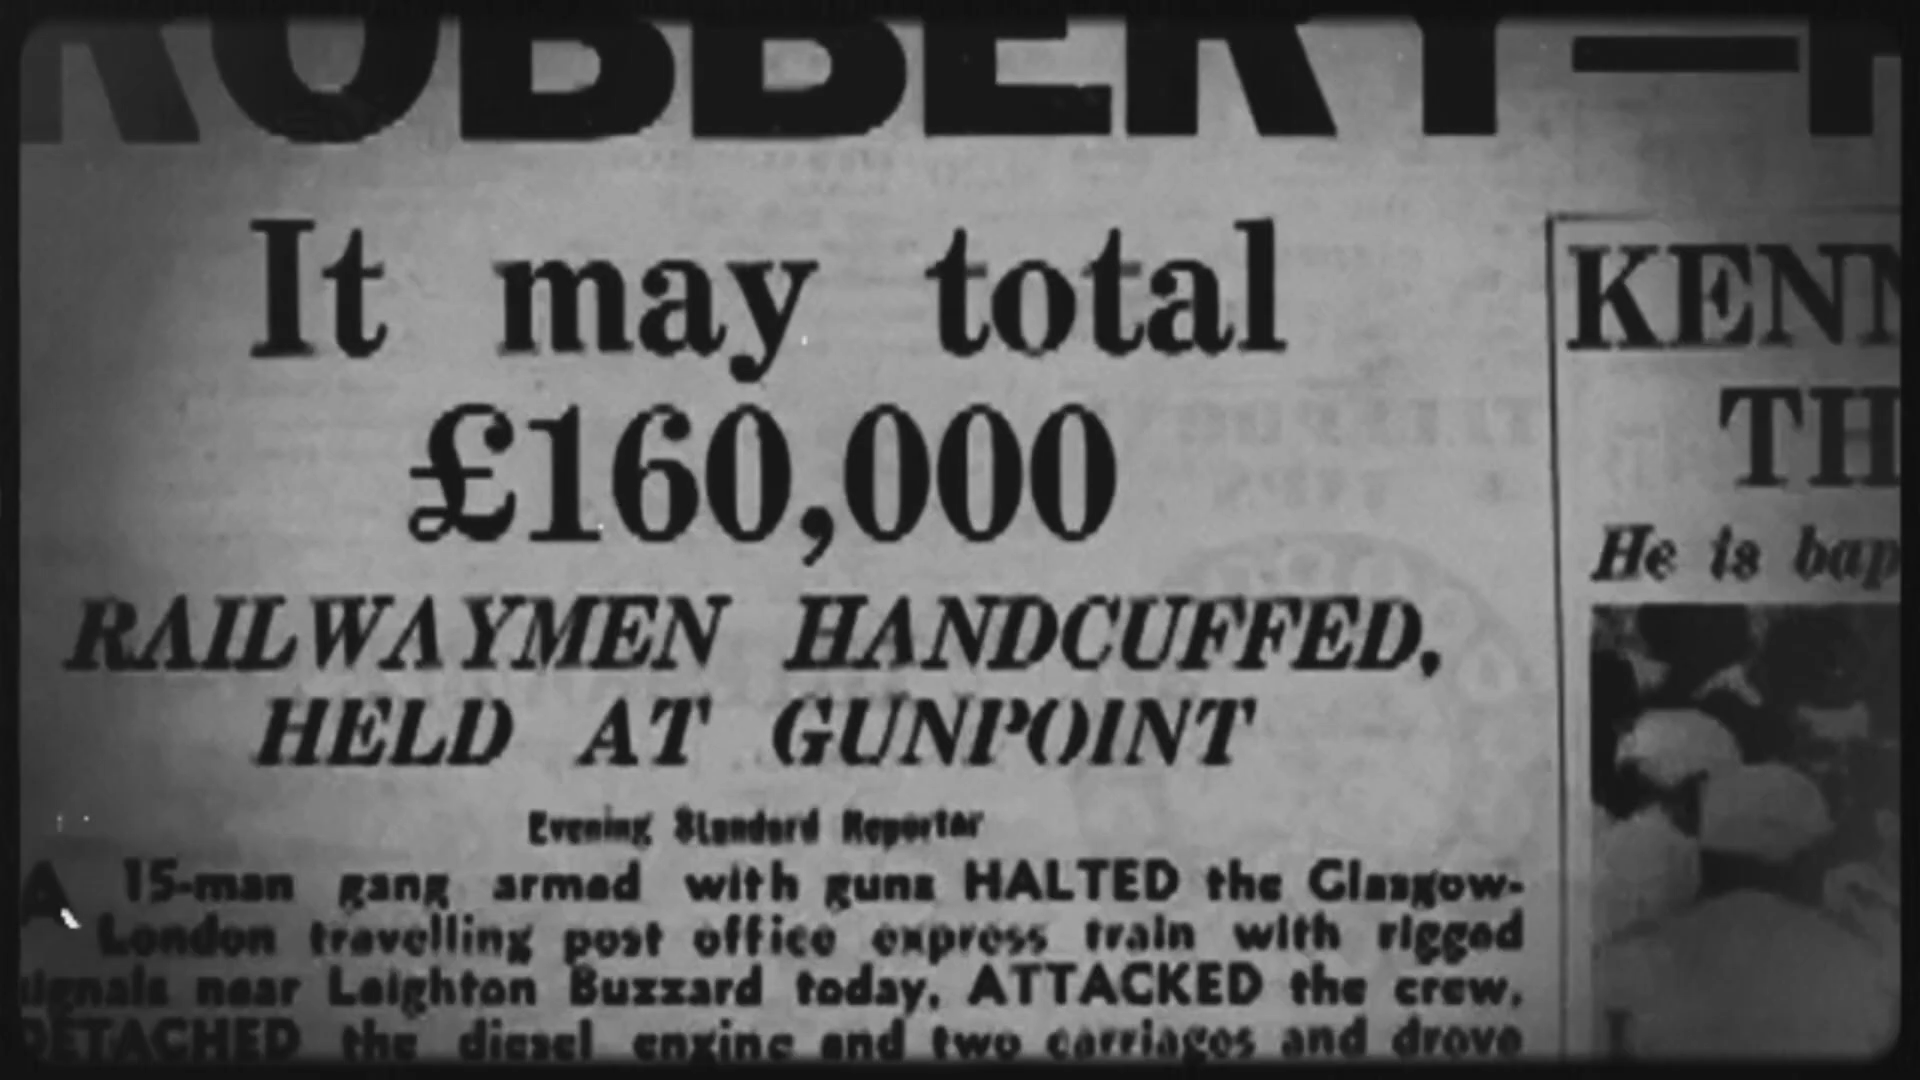 ROBBERY—
It may total
£160,000
RAILWAYMEN HANDCUFFED,
HELD AT GUNPOINT
Evening Standard Reporter
A 15-man gang armed with guns HALTED the Glasgow-
London travelling post office express train with rigged
signals near Leighton Buzzard today, ATTACKED the crew,
DETACHED the diesel engine and two carriages and drove
KENN
TH
He is bap